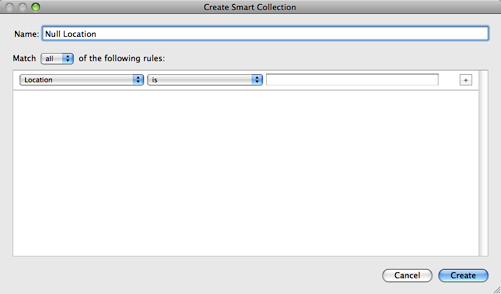 Create Smart Collection
Name: Null Location
Match all of the following rules:
Location is +
Cancel Create